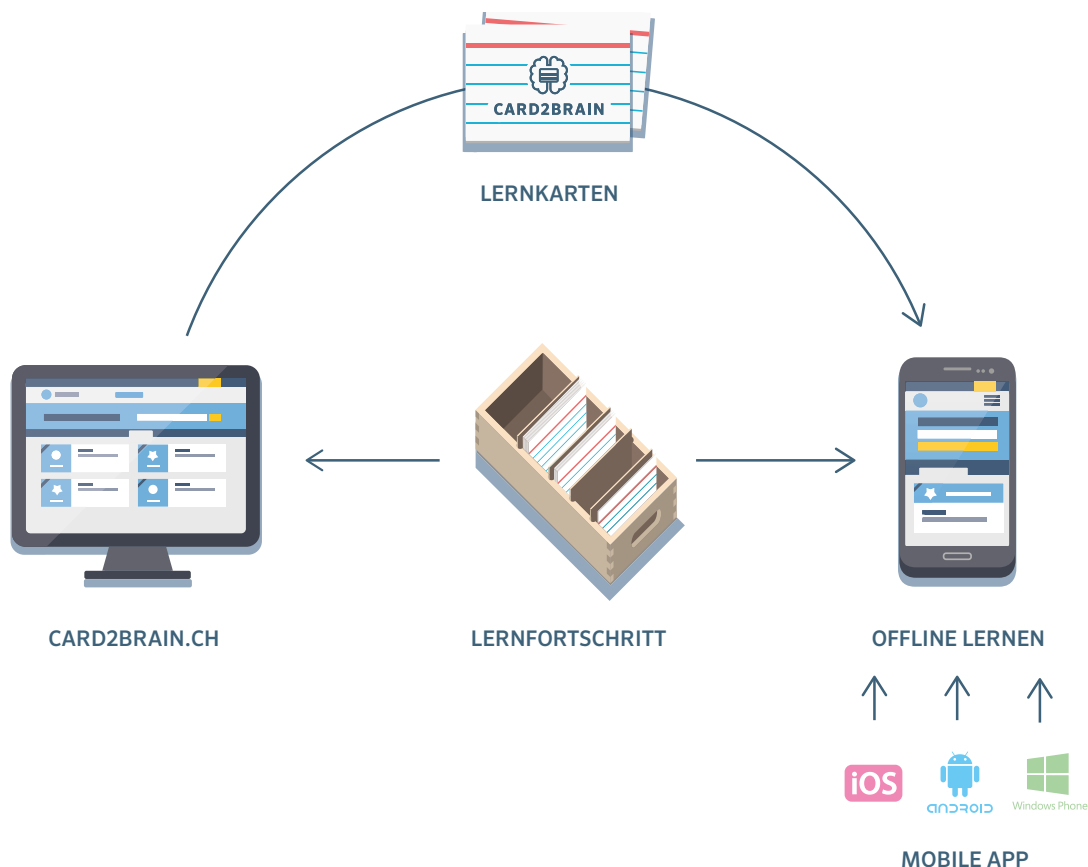 CARD2BRAIN
LERNKARTEN
CARD2BRAIN.CH
LERNFORTSCHRITT
OFFLINE LERNEN
iOS
ANDROID
Windows Phone
MOBILE APP